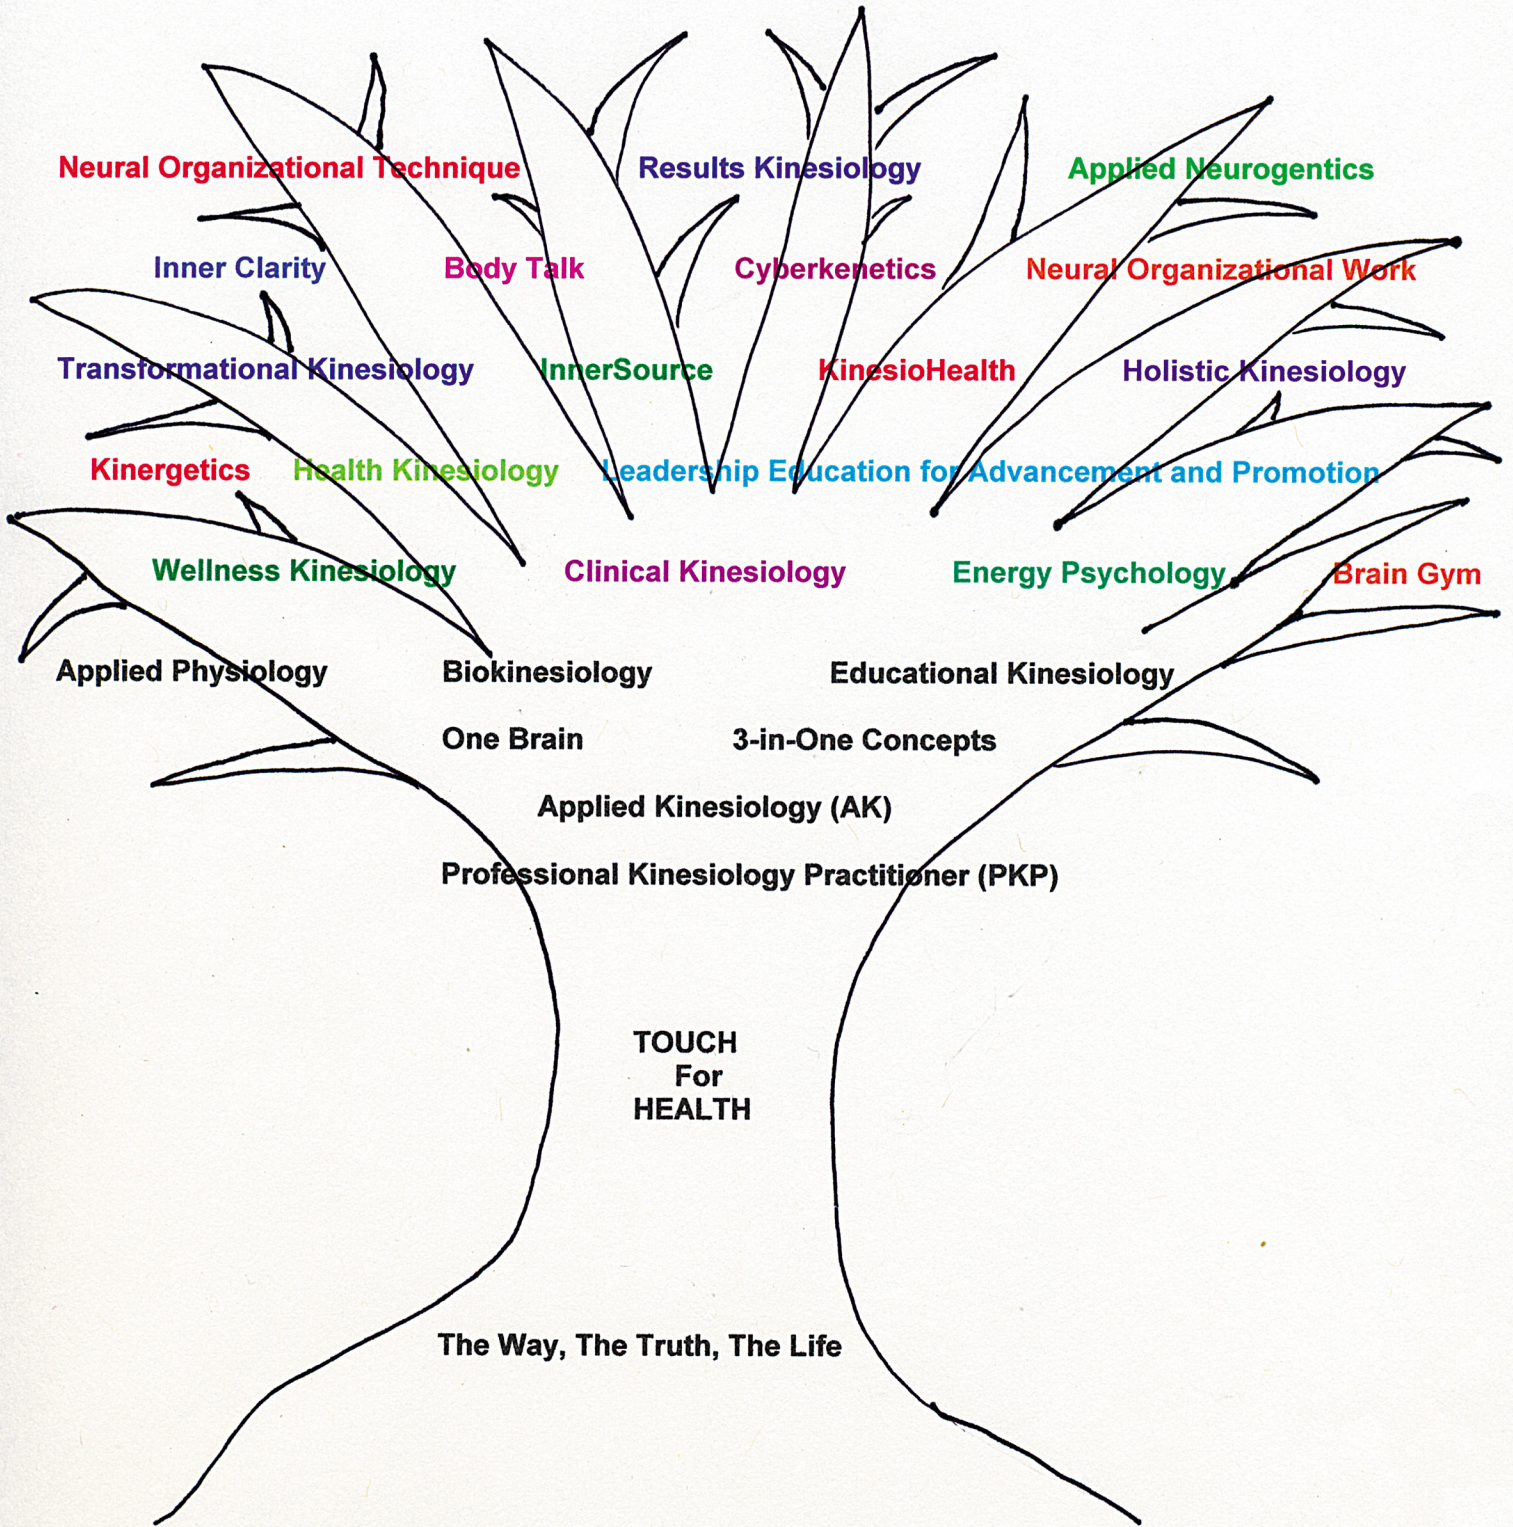 Neural Organizational Technique
Results Kinesiology
Applied Neurogentics
Inner Clarity
Body Talk
Cyberkenetics
Neural Organizational Work
Transformational Kinesiology
InnerSource
KinesioHealth
Holistic Kinesiology
Kinergetics
Health Kinesiology
Leadership Education for Advancement and Promotion
Wellness Kinesiology
Clinical Kinesiology
Energy Psychology
Brain Gym
Applied Physiology
Biokinesiology
Educational Kinesiology
One Brain
3-in-One Concepts
Applied Kinesiology (AK)
Professional Kinesiology Practitioner (PKP)
TOUCH
For
HEALTH
The Way, The Truth, The Life